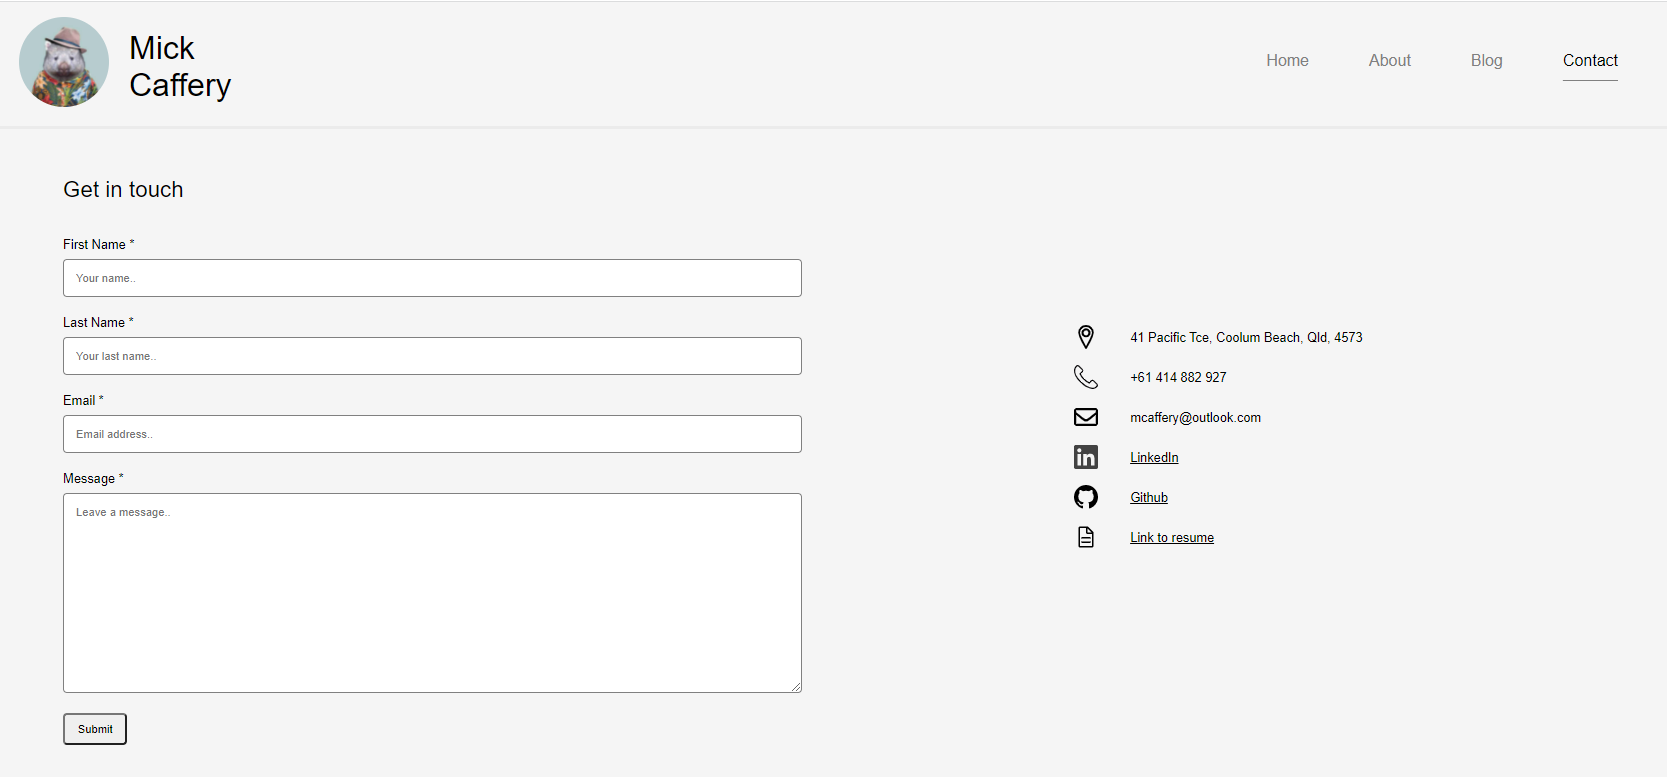 Mick
Caffery
Home
About
Blog
Contact
Get in touch
First Name *
Your name..
Last Name *
Your last name..
Email *
Email address..
Message *
Leave a message..
Submit
41 Pacific Tce, Coolum Beach, Qld, 4573
+61 414 882 927
mcaffery@outlook.com
LinkedIn
Github
Link to resume